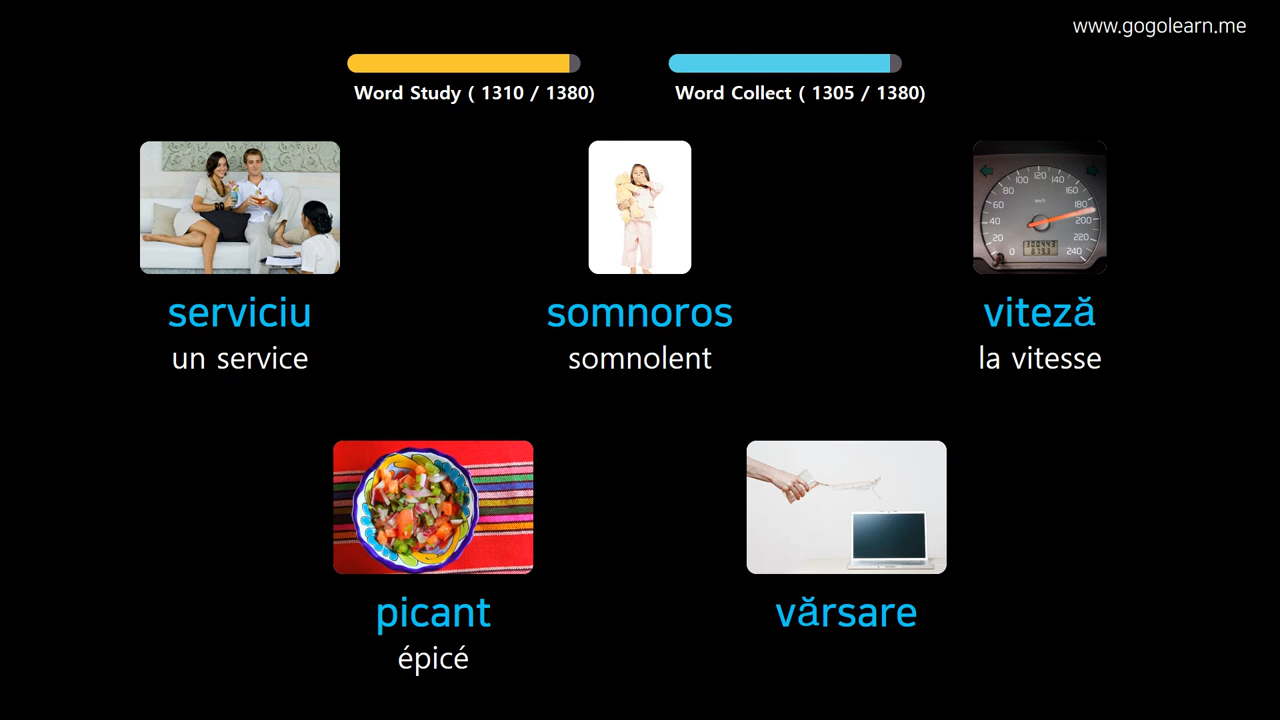 www.gogolearn.me
Word Study ( 1310 / 1380)
Word Collect ( 1305 / 1380)
serviciu
un service
somnoros
somnolent
viteză
la vitesse
picant
épicé
vărsare